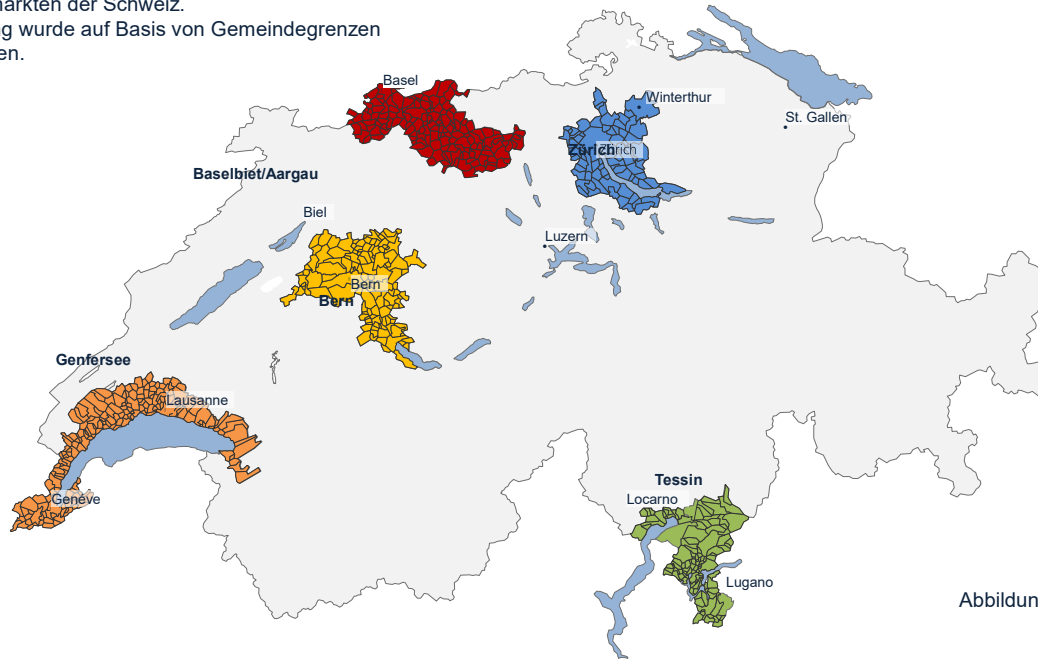 märkten der Schweiz.
g wurde auf Basis von Gemeindegrenzen
en.
Basel
Winterthur
St. Gallen
Zürich
Zürich
Baselbiet/Aargau
Biel
Luzern
Bern
Bern
Genfersee
Lausanne
Genève
Tessin
Locarno
Lugano
Abbildun